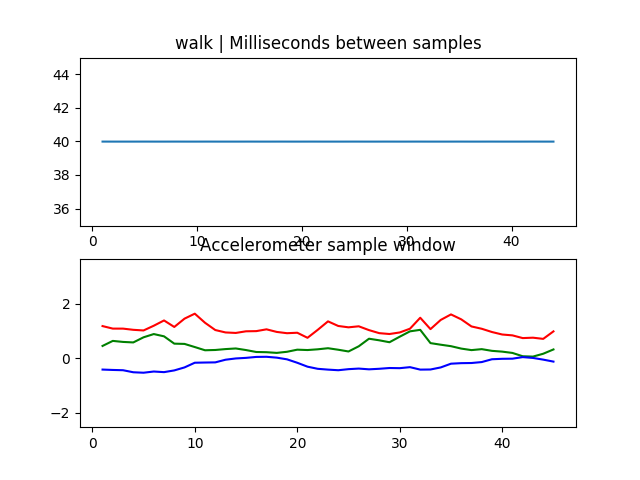 walk | Milliseconds between samples
44
42
40
38
36
0 10 20 30 40
Accelerometer sample window
2
0
−2
0 10 20 30 40